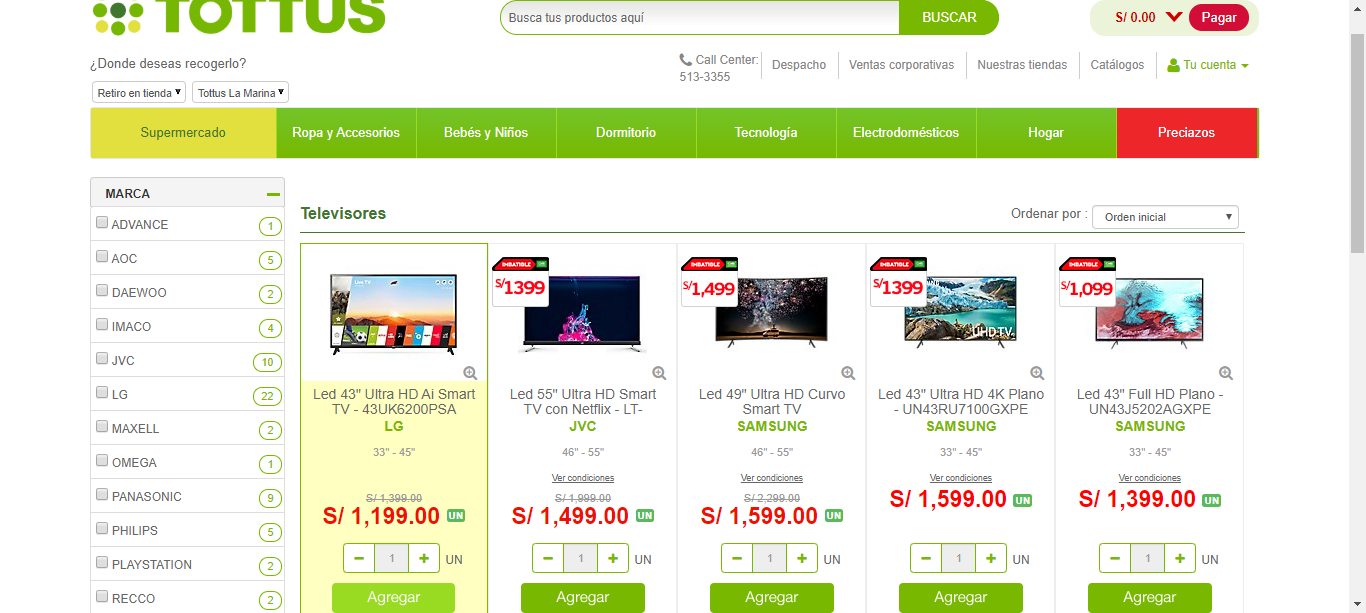 TOTTUS
Busca tus productos aquí
BUSCAR
S/ 0.00
Pagar
¿Donde deseas recogerlo?
Call Center:
513-3355
Despacho
Ventas corporativas
Nuestras tiendas
Catálogos
Tu cuenta
Retiro en tienda
Tottus La Marina
Supermercado
Ropa y Accesorios
Bebés y Niños
Dormitorio
Tecnología
Electrodomésticos
Hogar
Preciazos
MARCA
ADVANCE 1
AOC 5
DAEWOO 2
IMACO 4
JVC 10
LG 22
MAXELL 2
OMEGA 1
PANASONIC 9
PHILIPS 5
PLAYSTATION 2
RECCO 2
Televisores
Ordenar por :
Orden inicial
Led 43" Ultra HD Ai Smart
TV - 43UK6200PSA
LG
33" - 45"
S/ 1,399.00
S/ 1,199.00 UN
1 UN
Agregar
IMBATIBLE
S/1399
Led 55" Ultra HD Smart
TV con Netflix - LT-
JVC
46" - 55"
Ver condiciones
S/ 1,999.00
S/ 1,499.00 UN
1 UN
Agregar
IMBATIBLE
S/1,499
Led 49" Ultra HD Curvo
Smart TV
SAMSUNG
46" - 55"
Ver condiciones
S/ 2,299.00
S/ 1,599.00 UN
1 UN
Agregar
IMBATIBLE
S/1399
UHD TV
Led 43" Ultra HD 4K Plano
- UN43RU7100GXPE
SAMSUNG
33" - 45"
Ver condiciones
S/ 1,599.00 UN
1 UN
Agregar
IMBATIBLE
S/1,099
Led 43" Full HD Plano -
UN43J5202AGXPE
SAMSUNG
33" - 45"
Ver condiciones
S/ 1,399.00 UN
1 UN
Agregar